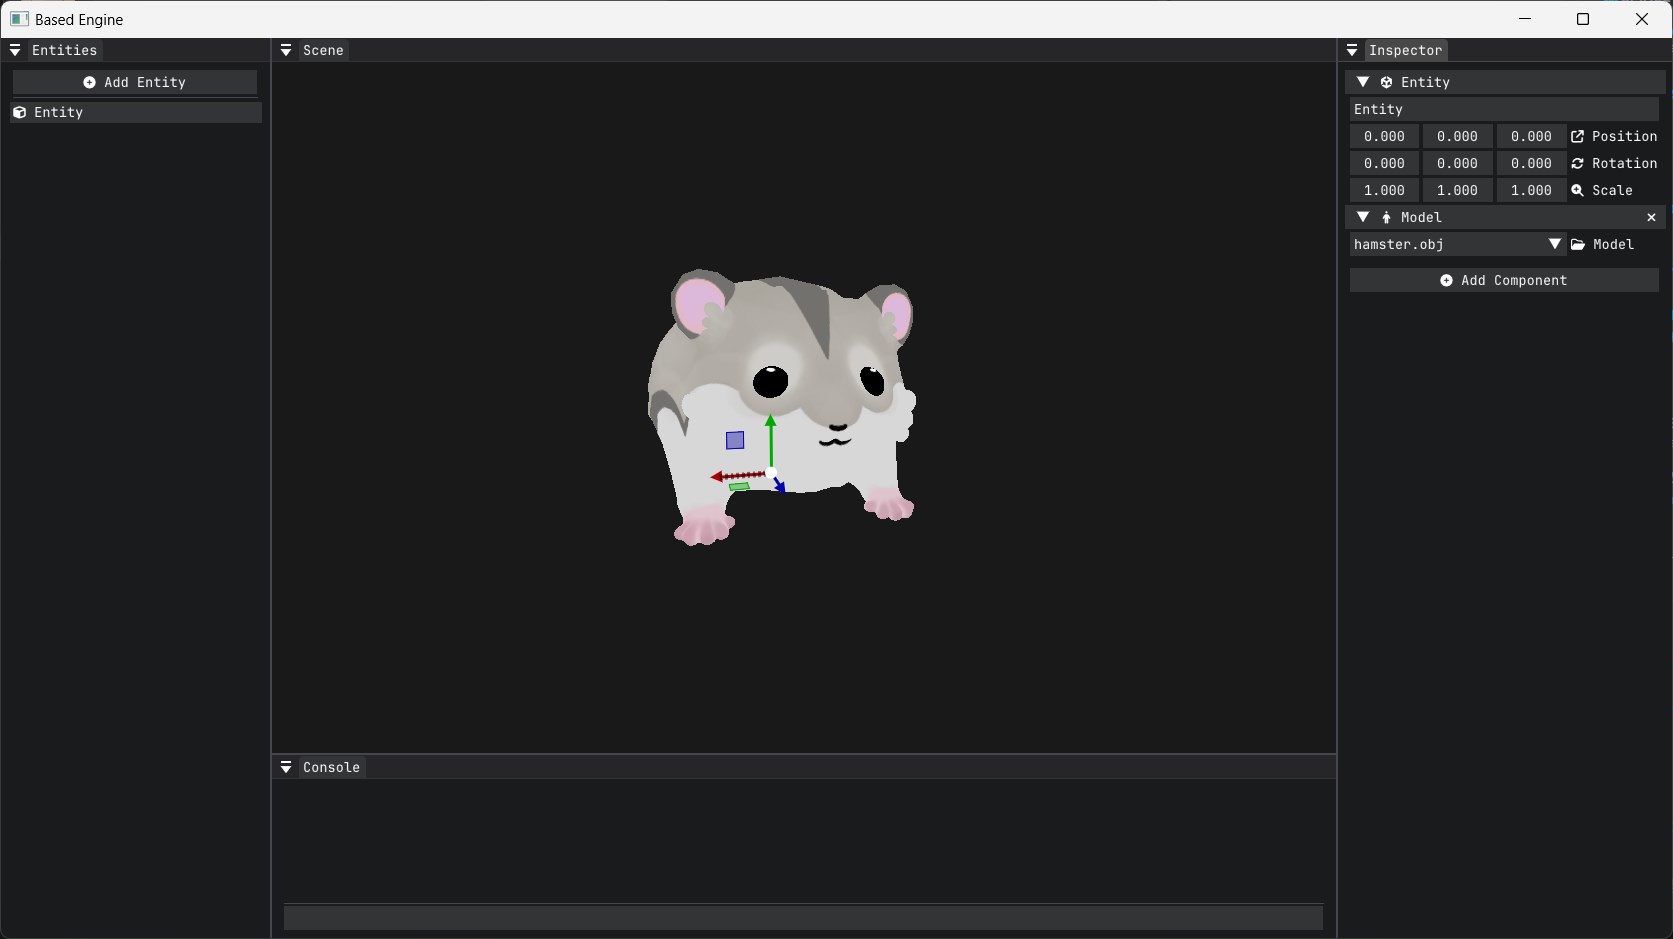 Based Engine
Entities
Add Entity
Entity
Scene
Console
Inspector
Entity
Entity
0.000 0.000 0.000 Position
0.000 0.000 0.000 Rotation
1.000 1.000 1.000 Scale
Model
hamster.obj Model
Add Component